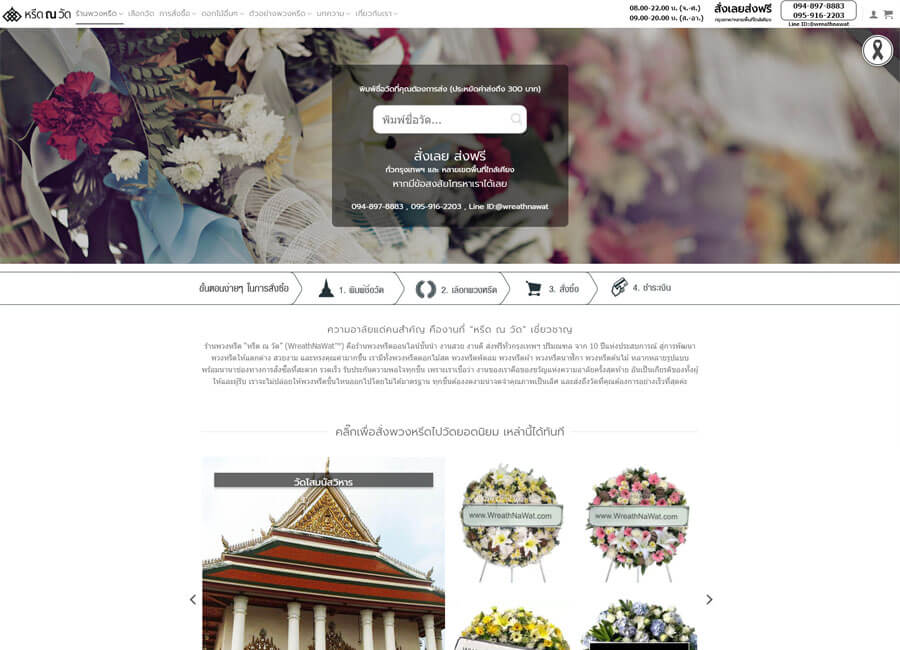 หรีด ณ วัด
ร้านพวงหรีด เลือกวัด การสั่งซื้อ ดอกไม้อื่นๆ ตัวอย่างพวงหรีด บทความ เกี่ยวกับเรา
08.00-22.00 น. (จ.-ศ.)
09.00-20.00 น. (ส.-อา.)
สั่งเลยส่งฟรี
กรุงเทพฯและพื้นที่ใกล้เคียง
094-897-8883
095-916-2203
Line ID:@wreathnawat
พิมพ์ชื่อวัดที่คุณต้องการส่ง (ประหยัดค่าส่งถึง 300 บาท)
พิมพ์ชื่อวัด...
สั่งเลย ส่งฟรี
ทั่วกรุงเทพฯ และ หลายเขตพื้นที่ใกล้เคียง
หากมีข้อสงสัยโทรหาเราได้เลย
094-897-8883 , 095-916-2203 , Line ID:@wreathnawat
ขั้นตอนง่ายๆ ในการสั่งซื้อ
1. พิมพ์ชื่อวัด
2. เลือกพวงหรีด
3. สั่งซื้อ
4. ชำระเงิน
ความอาลัยแด่คนสำคัญ คืองานที่ "หรีด ณ วัด" เชี่ยวชาญ
ร้านพวงหรีด "หรีด ณ วัด" (WreathNaWat™) คือร้านพวงหรีดออนไลน์ชั้นนำ งานสวย งานดี ส่งฟรีทั่วกรุงเทพฯ ปริมณฑล จาก 10 ปีแห่งประสบการณ์ สู่การพัฒนา
พวงหรีดให้แตกต่าง สวยงาม และทรงคุณค่ามากขึ้น เรามีทั้งพวงหรีดดอกไม้สด พวงหรีดพัดลม พวงหรีดผ้า พวงหรีดนาฬิกา พวงหรีดต้นไม้ หลากหลายรูปแบบ
พร้อมนานาช่องทางการสั่งซื้อที่สะดวก รวดเร็ว รับประกันความพอใจทุกชิ้น เพราะเราเชื่อว่า งานของเราคือของขวัญแห่งความอาลัยครั้งสุดท้าย อันเป็นเกียรติของทั้งผู้
ให้และผู้รับ เราจะไม่ปล่อยให้พวงหรีดชิ้นไหนออกไปโดยไม่ได้มาตรฐาน ทุกชิ้นต้องงดงามน่าจดจำคุณภาพเป็นเลิศ และส่งถึงวัดที่คุณต้องการอย่างเร็วที่สุดค่ะ
คลิ๊กเพื่อสั่งพวงหรีดไปวัดยอดนิยม เหล่านี้ได้ทันที
วัดโสมนัสวิหาร
www.WreathNaWat.com
www.WreathNaWat.com